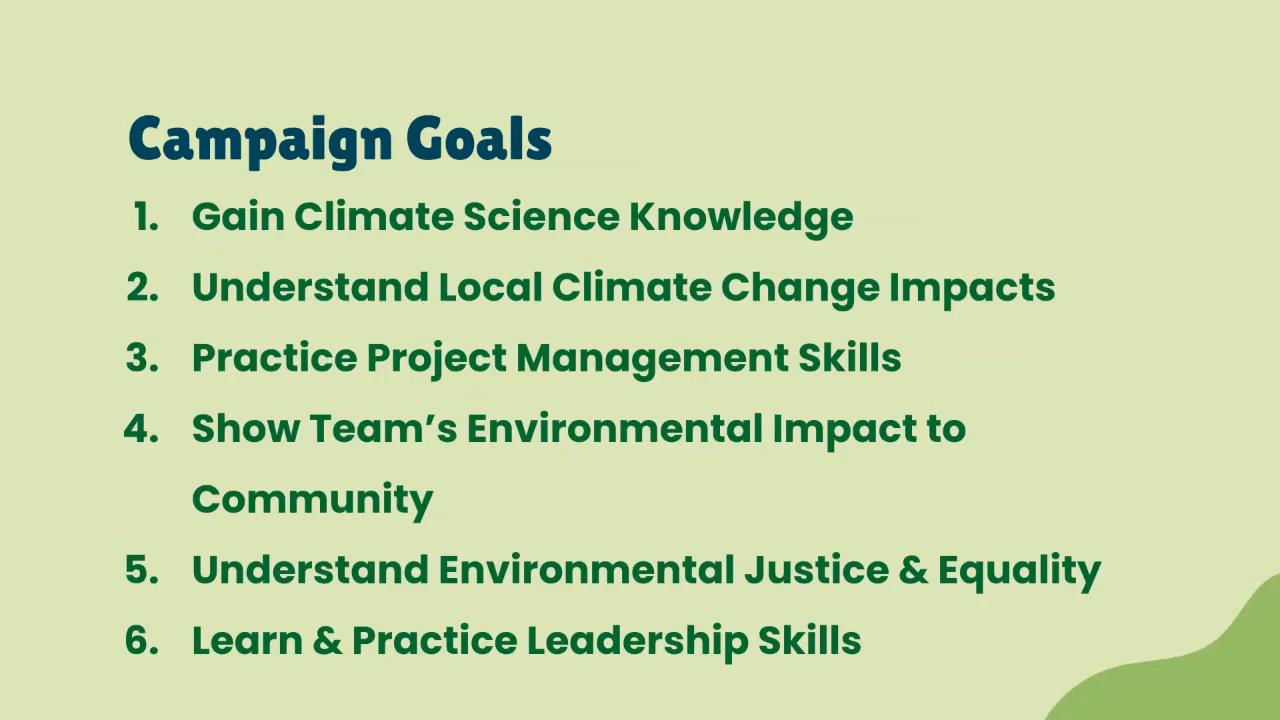 Campaign Goals
1. Gain Climate Science Knowledge
2. Understand Local Climate Change Impacts
3. Practice Project Management Skills
4. Show Team’s Environmental Impact to
Community
5. Understand Environmental Justice & Equality
6. Learn & Practice Leadership Skills